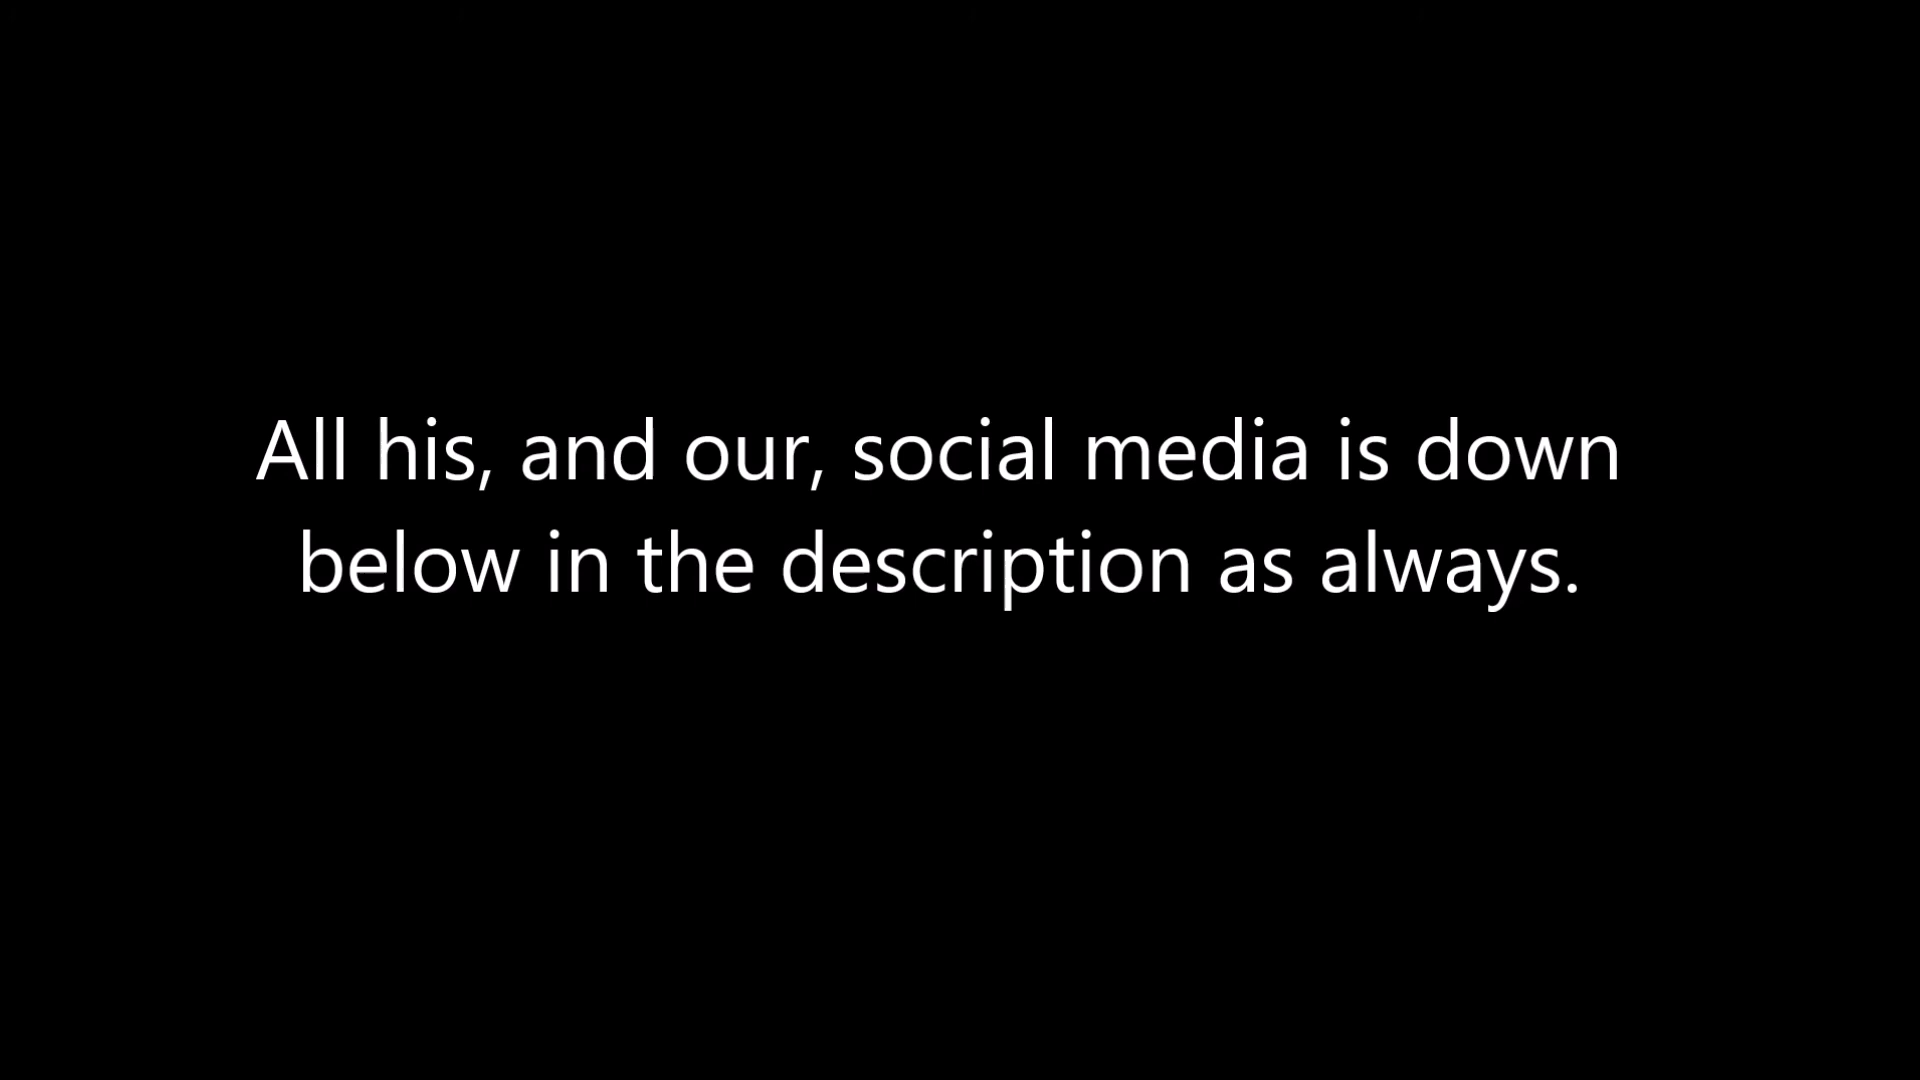 All his, and our, social media is down
below in the description as always.